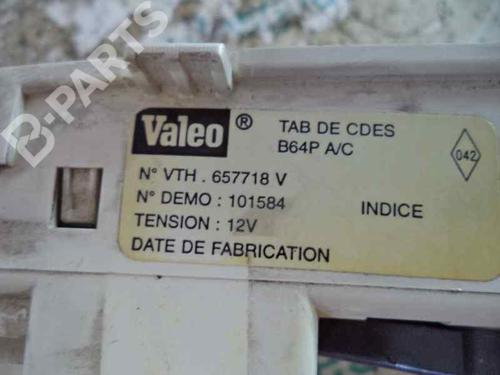 B-PARTS
Valeo ®
TAB DE CDES
B64P A/C
042
N° VTH . 657718 V
N° DEMO : 101584
INDICE
TENSION : 12V
DATE DE FABRICATION